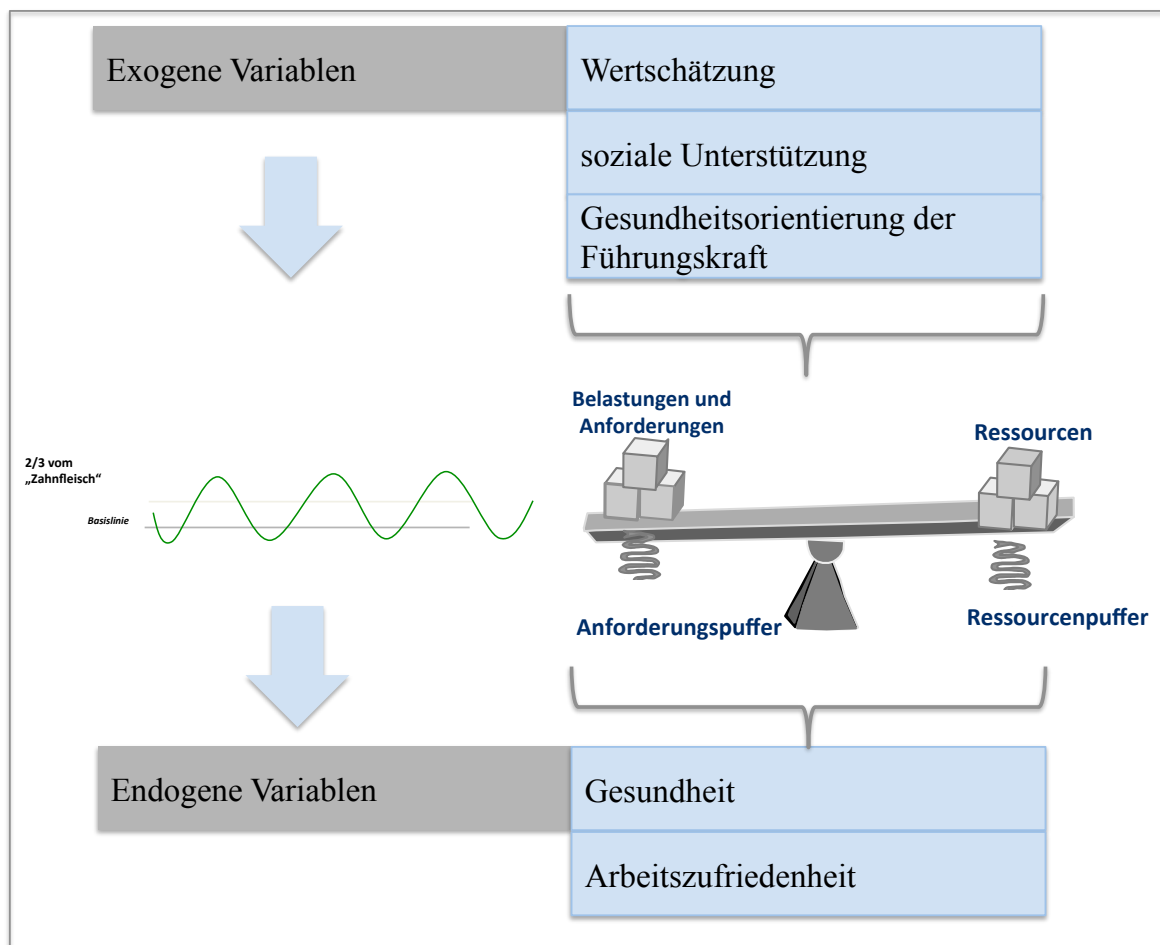 Exogene Variablen
Wertschätzung
soziale Unterstützung
Gesundheitsorientierung der
Führungskraft
Belastungen und
Anforderungen
Ressourcen
2/3 vom
„Zahnfleisch“
Basislinie
Anforderungspuffer
Ressourcenpuffer
Endogene Variablen
Gesundheit
Arbeitszufriedenheit